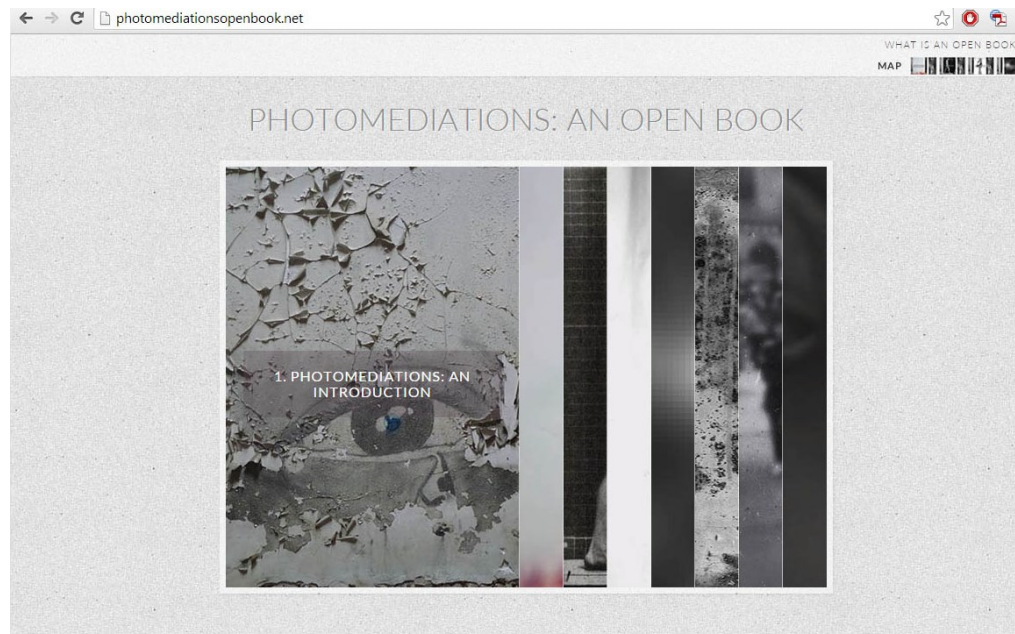 photomediationsopenbook.net
WHAT IS AN OPEN BOOK
MAP
PHOTOMEDIATIONS: AN OPEN BOOK
1. PHOTOMEDIATIONS: AN
INTRODUCTION